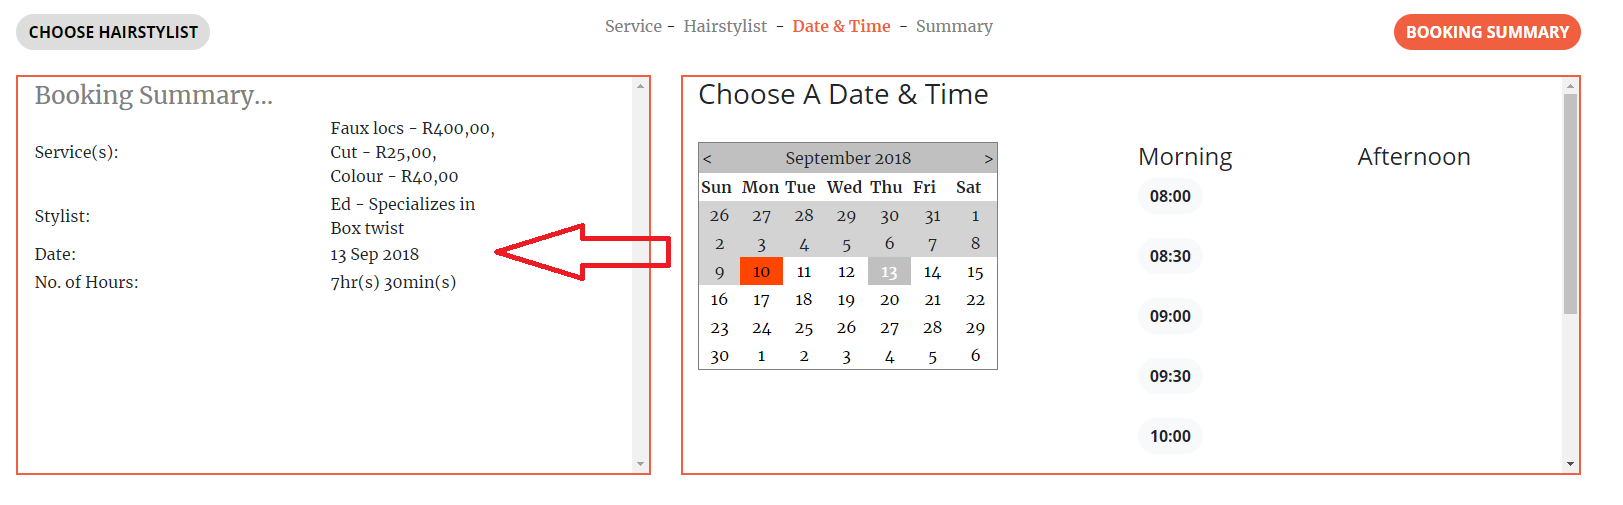 CHOOSE HAIRSTYLIST
Service - Hairstylist - Date & Time - Summary
BOOKING SUMMARY
Booking Summary...
Service(s):
Faux locs - R400,00,
Cut - R25,00,
Colour - R40,00
Stylist:
Ed - Specializes in
Box twist
Date:
13 Sep 2018
No. of Hours:
7hr(s) 30min(s)
Choose A Date & Time
< September 2018 >
Sun Mon Tue Wed Thu Fri Sat
26 27 28 29 30 31 1
2 3 4 5 6 7 8
9 10 11 12 13 14 15
16 17 18 19 20 21 22
23 24 25 26 27 28 29
30 1 2 3 4 5 6
Morning
08:00
08:30
09:00
09:30
10:00
Afternoon